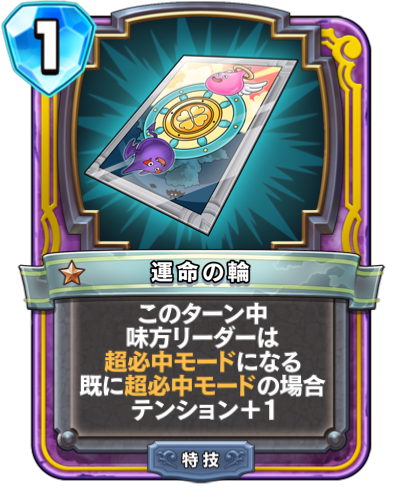 1
運命の輪
このターン中
味方リーダーは
超必中モードになる
既に超必中モードの場合
テンション+1
特技